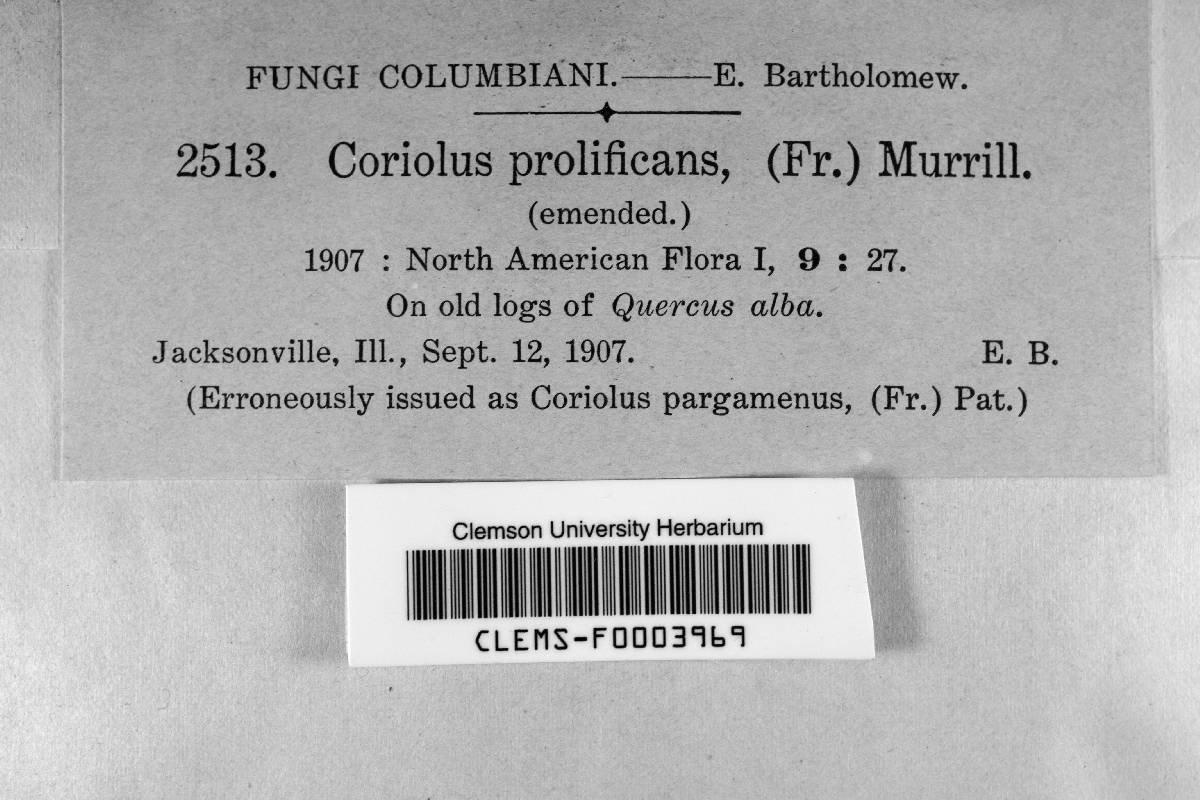 FUNGI COLUMBIANI.——E. Bartholomew.
2513. Coriolus prolificans, (Fr.) Murrill.
(emended.)
1907 : North American Flora I, 9 : 27.
On old logs of Quercus alba.
Jacksonville, Ill., Sept. 12, 1907. E. B.
(Erroneously issued as Coriolus pargamenus, (Fr.) Pat.)
Clemson University Herbarium
CLEMS-F0003969